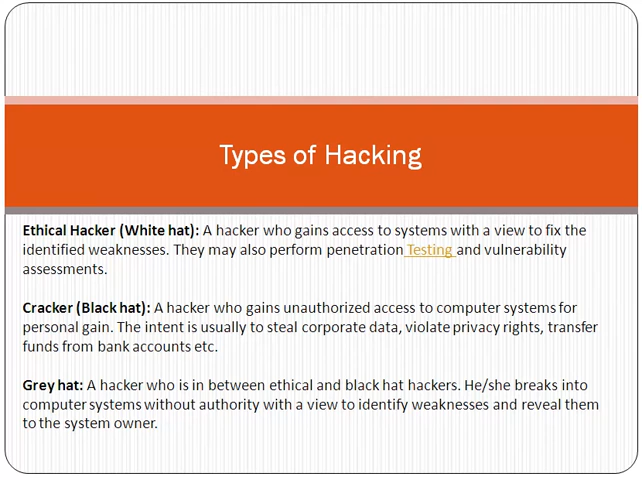 Types of Hacking
Ethical Hacker (White hat): A hacker who gains access to systems with a view to fix the
identified weaknesses. They may also perform penetration Testing and vulnerability
assessments.
Cracker (Black hat): A hacker who gains unauthorized access to computer systems for
personal gain. The intent is usually to steal corporate data, violate privacy rights, transfer
funds from bank accounts etc.
Grey hat: A hacker who is in between ethical and black hat hackers. He/she breaks into
computer systems without authority with a view to identify weaknesses and reveal them
to the system owner.